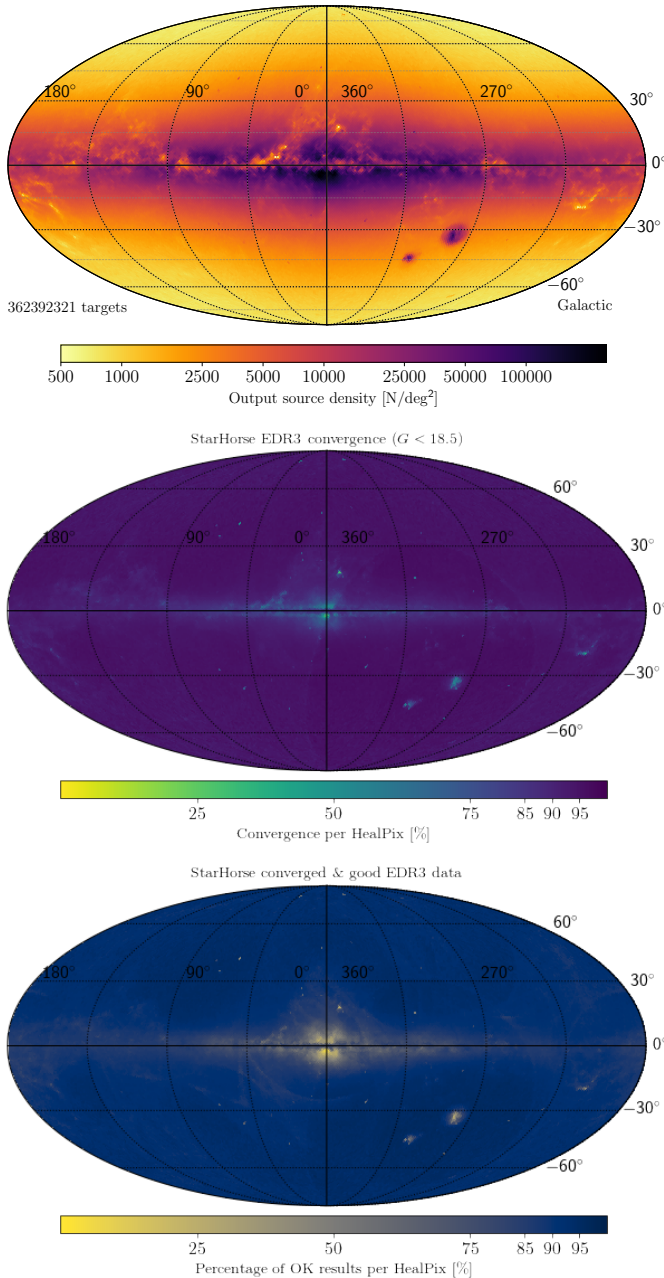 180° 90° 0° 360° 270° 30°
0°
−30°
−60°
362392321 targets Galactic
500 1000 2500 5000 10000 25000 50000 100000
Output source density [N/deg²]
StarHorse EDR3 convergence (G < 18.5)
60°
180° 90° 0° 360° 270° 30°
0°
−30°
−60°
25 50 75 85 90 95
Convergence per HealPix [%]
StarHorse converged & good EDR3 data
60°
180° 90° 0° 360° 270° 30°
0°
−30°
−60°
25 50 75 85 90 95
Percentage of OK results per HealPix [%]